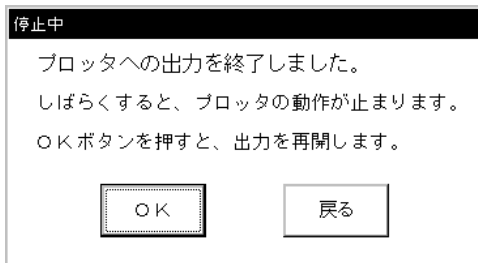 停止中
プロッタへの出力を終了しました。
しばらくすると、プロッタの動作が止まります。
ＯＫボタンを押すと、出力を再開します。
ＯＫ
戻る